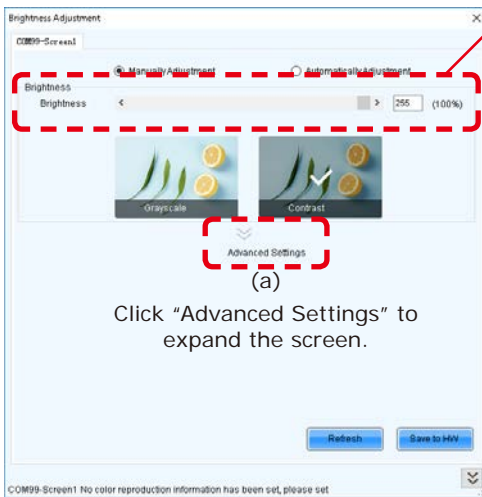 Brightness Adjustment
COM99-Screen1
Manually Adjustment
Automatically Adjustment
Brightness
Brightness
255
(100%)
Grayscale
Contrast
Advanced Settings
(a)
Click "Advanced Settings" to
expand the screen.
Refresh
Save to HW
COM99-Screen1 No color reproduction information has been set, please set